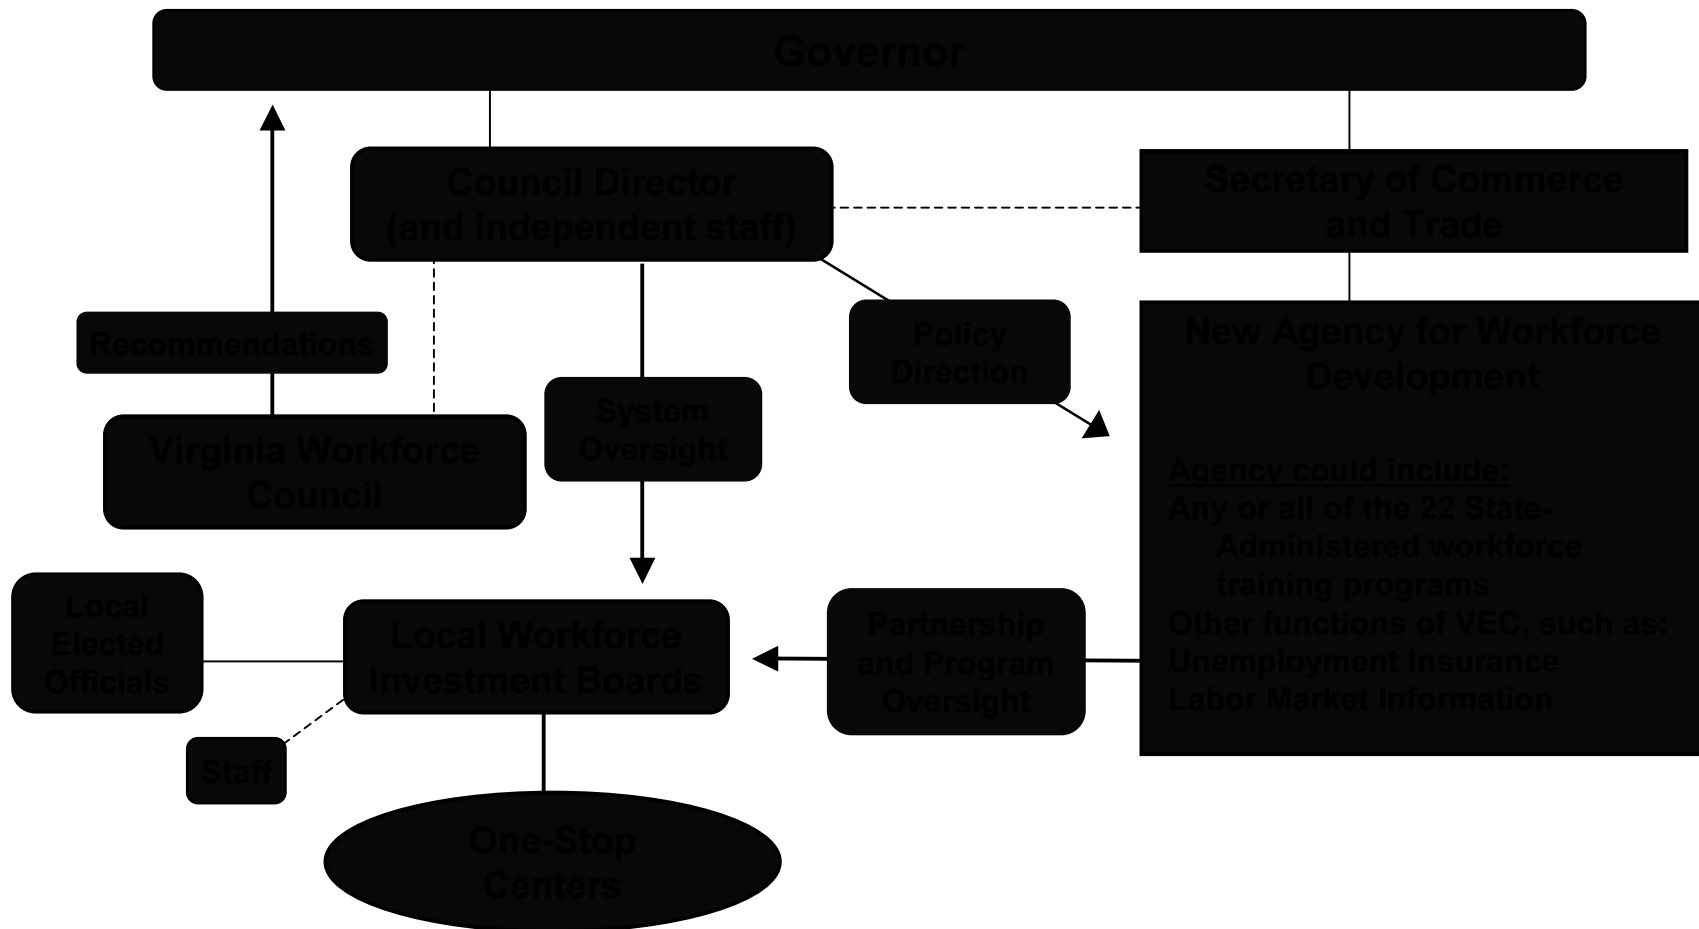 Governor
Council Director
(and independent staff)
Secretary of Commerce
and Trade
Recommendations
Policy
Direction
New Agency for Workforce
Development
System
Oversight
Virginia Workforce
Council
Agency could include:
Any or all of the 22 State-
Administered workforce
training programs
Other functions of VEC, such as:
Unemployment Insurance
Labor Market Information
Local
Elected
Officials
Local Workforce
Investment Boards
Partnership
and Program
Oversight
Staff
One-Stop
Centers